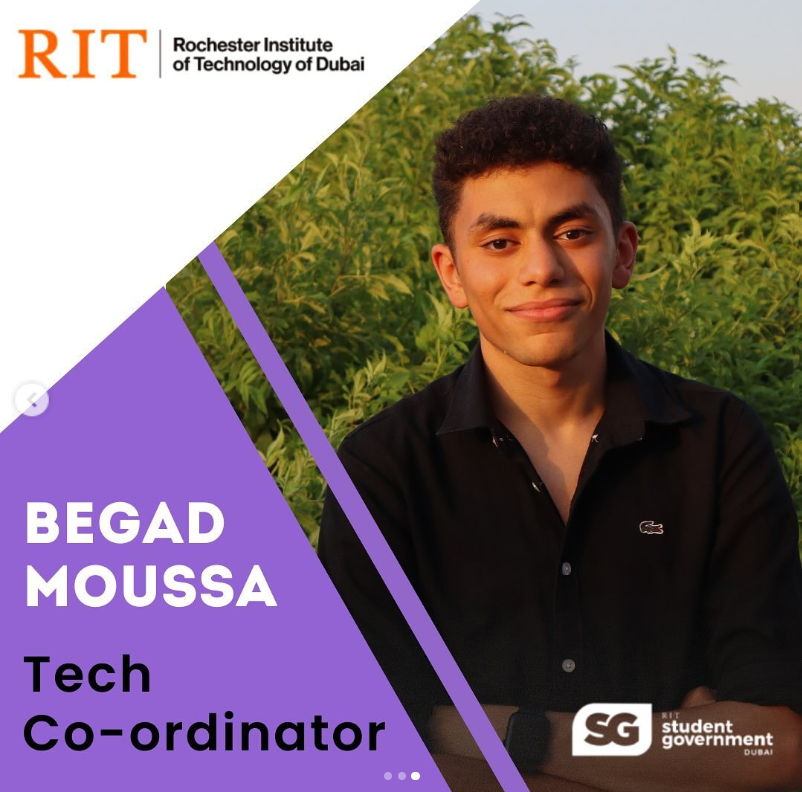 RIT
Rochester Institute
of Technology of Dubai
BEGAD
MOUSSA
Tech
Co-ordinator
SG
RIT
student
government
DUBAI